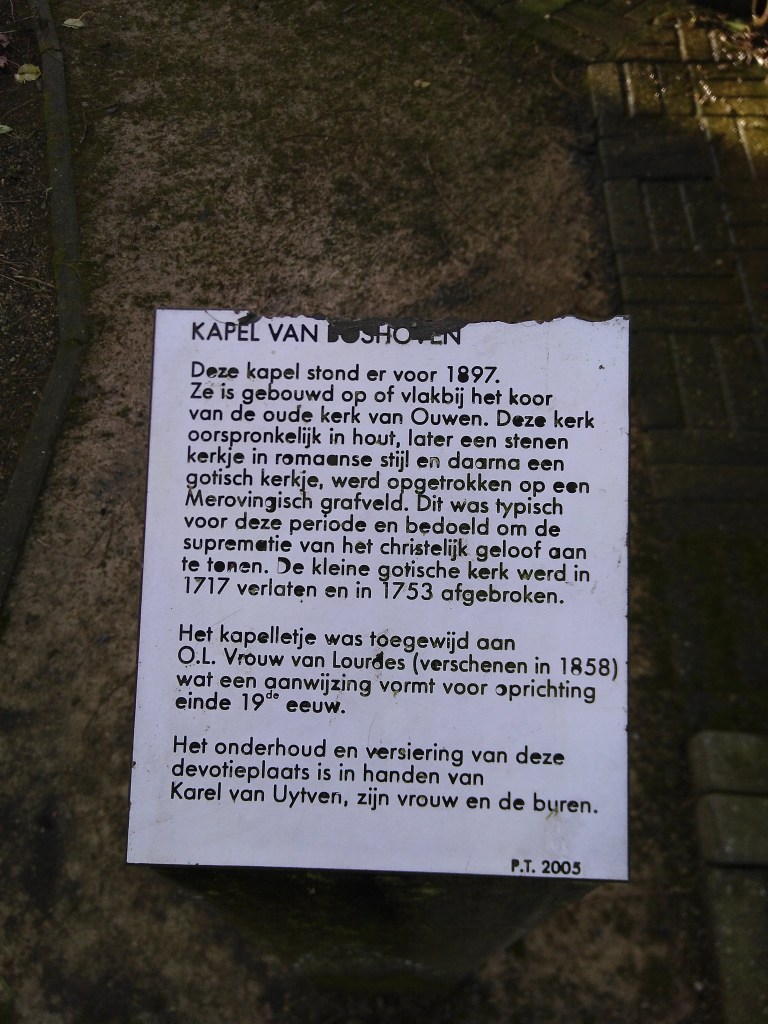 KAPEL VAN BOSHOVEN
Deze kapel stond er voor 1897.
Ze is gebouwd op of vlakbij het koor
van de oude kerk van Ouwen. Deze kerk
oorspronkelijk in hout, later een stenen
kerkje in romaanse stijl en daarna een
gotisch kerkje, werd opgetrokken op een
Merovingisch grafveld. Dit was typisch
voor deze periode en bedoeld om de
suprematie van het christelijk geloof aan
te tonen. De kleine gotische kerk werd in
1717 verlaten en in 1753 afgebroken.
Het kapelletje was toegewijd aan
O.L. Vrouw van Lourdes (verschenen in 1858)
wat een aanwijzing vormt voor oprichting
einde 19de eeuw.
Het onderhoud en versiering van deze
devotieplaats is in handen van
Karel van Uytven, zijn vrouw en de buren.
P.T. 2005